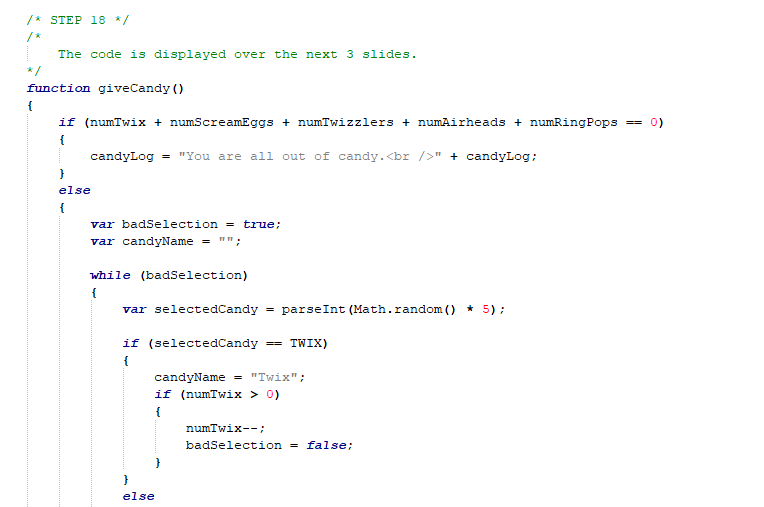 /* STEP 18 */
/*
    The code is displayed over the next 3 slides.
*/
function giveCandy()
{
    if (numTwix + numScreamEggs + numTwizzlers + numAirheads + numRingPops == 0)
    {
        candyLog = "You are all out of candy.<br />" + candyLog;
    }
    else
    {
        var badSelection = true;
        var candyName = "";

        while (badSelection)
        {
            var selectedCandy = parseInt(Math.random() * 5);

            if (selectedCandy == TWIX)
            {
                candyName = "Twix";
                if (numTwix > 0)
                {
                    numTwix--;
                    badSelection = false;
                }
            }
            else